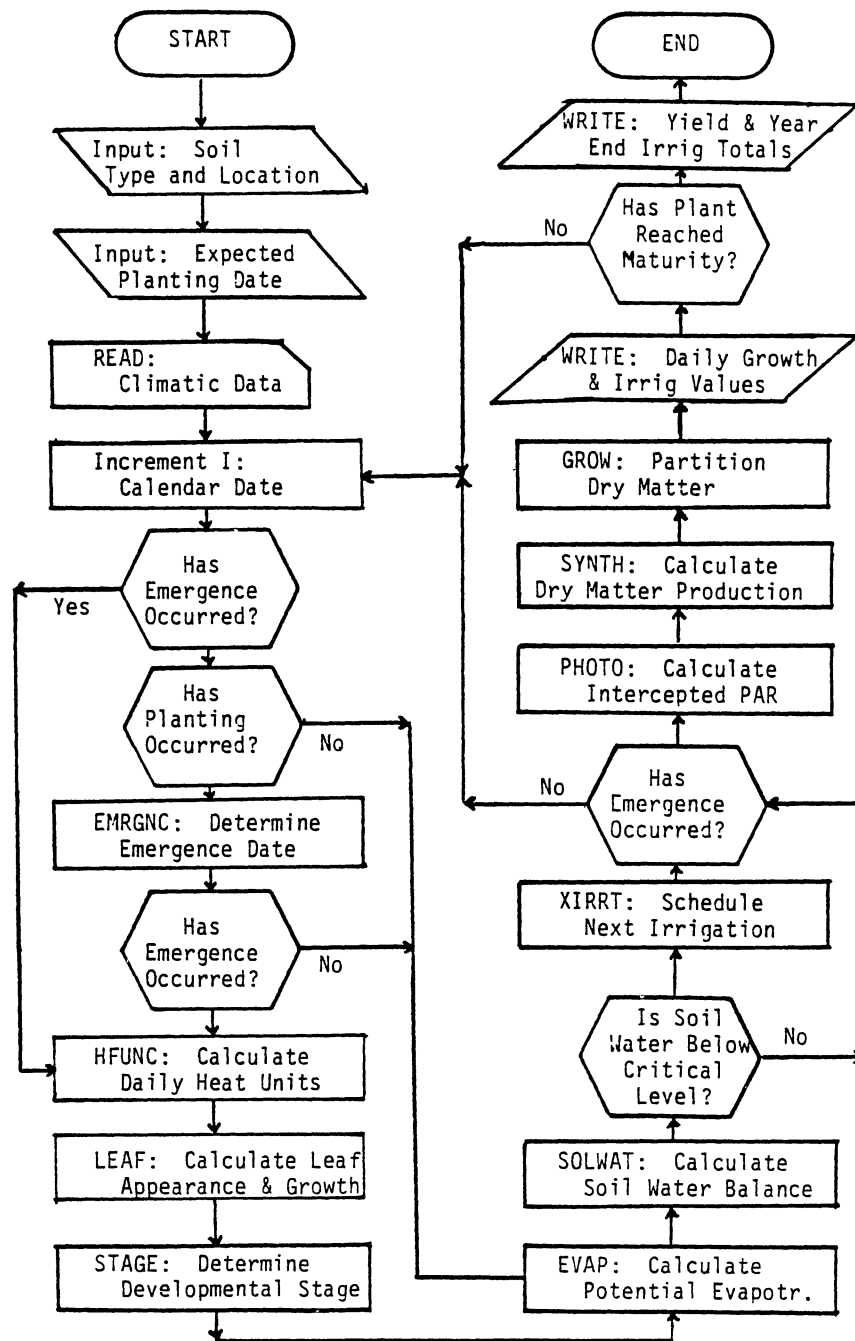 START
Input: Soil
Type and Location
Input: Expected
Planting Date
READ:
Climatic Data
Increment I:
Calendar Date
Has
Emergence
Occurred?
Yes
Has
Planting
Occurred?
No
EMRGNC: Determine
Emergence Date
Has
Emergence
Occurred?
No
HFUNC: Calculate
Daily Heat Units
LEAF: Calculate Leaf
Appearance & Growth
STAGE: Determine
Developmental Stage
END
WRITE: Yield & Year
End Irrig Totals
Has Plant
Reached
Maturity?
No
WRITE: Daily Growth
& Irrig Values
GROW: Partition
Dry Matter
SYNTH: Calculate
Dry Matter Production
PHOTO: Calculate
Intercepted PAR
Has
Emergence
Occurred?
No
XIRRT: Schedule
Next Irrigation
Is Soil
Water Below
Critical
Level?
No
SOLWAT: Calculate
Soil Water Balance
EVAP: Calculate
Potential Evapotr.